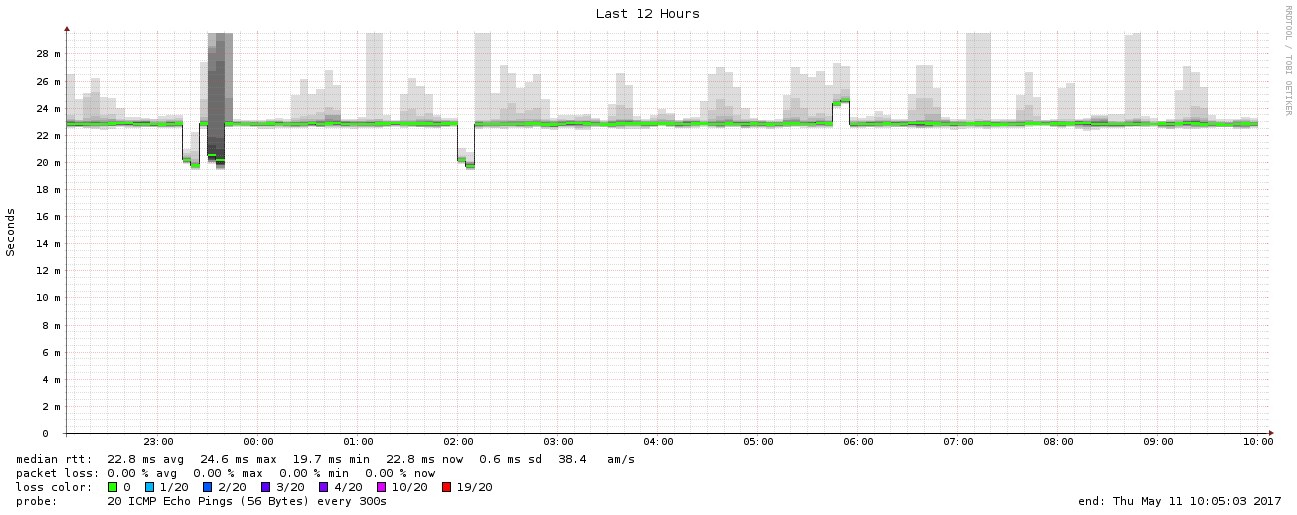 Last 12 Hours
RRDTOOL / TOBI OETIKER
Seconds
28 m
26 m
24 m
22 m
20 m
18 m
16 m
14 m
12 m
10 m
8 m
6 m
4 m
2 m
0
23:00 00:00 01:00 02:00 03:00 04:00 05:00 06:00 07:00 08:00 09:00 10:00
median rtt: 22.8 ms avg 24.6 ms max 19.7 ms min 22.8 ms now 0.6 ms sd 38.4 am/s
packet loss: 0.00 % avg 0.00 % max 0.00 % min 0.00 % now
loss color: 0 1/20 2/20 3/20 4/20 10/20 19/20
probe: 20 ICMP Echo Pings (56 Bytes) every 300s end: Thu May 11 10:05:03 2017